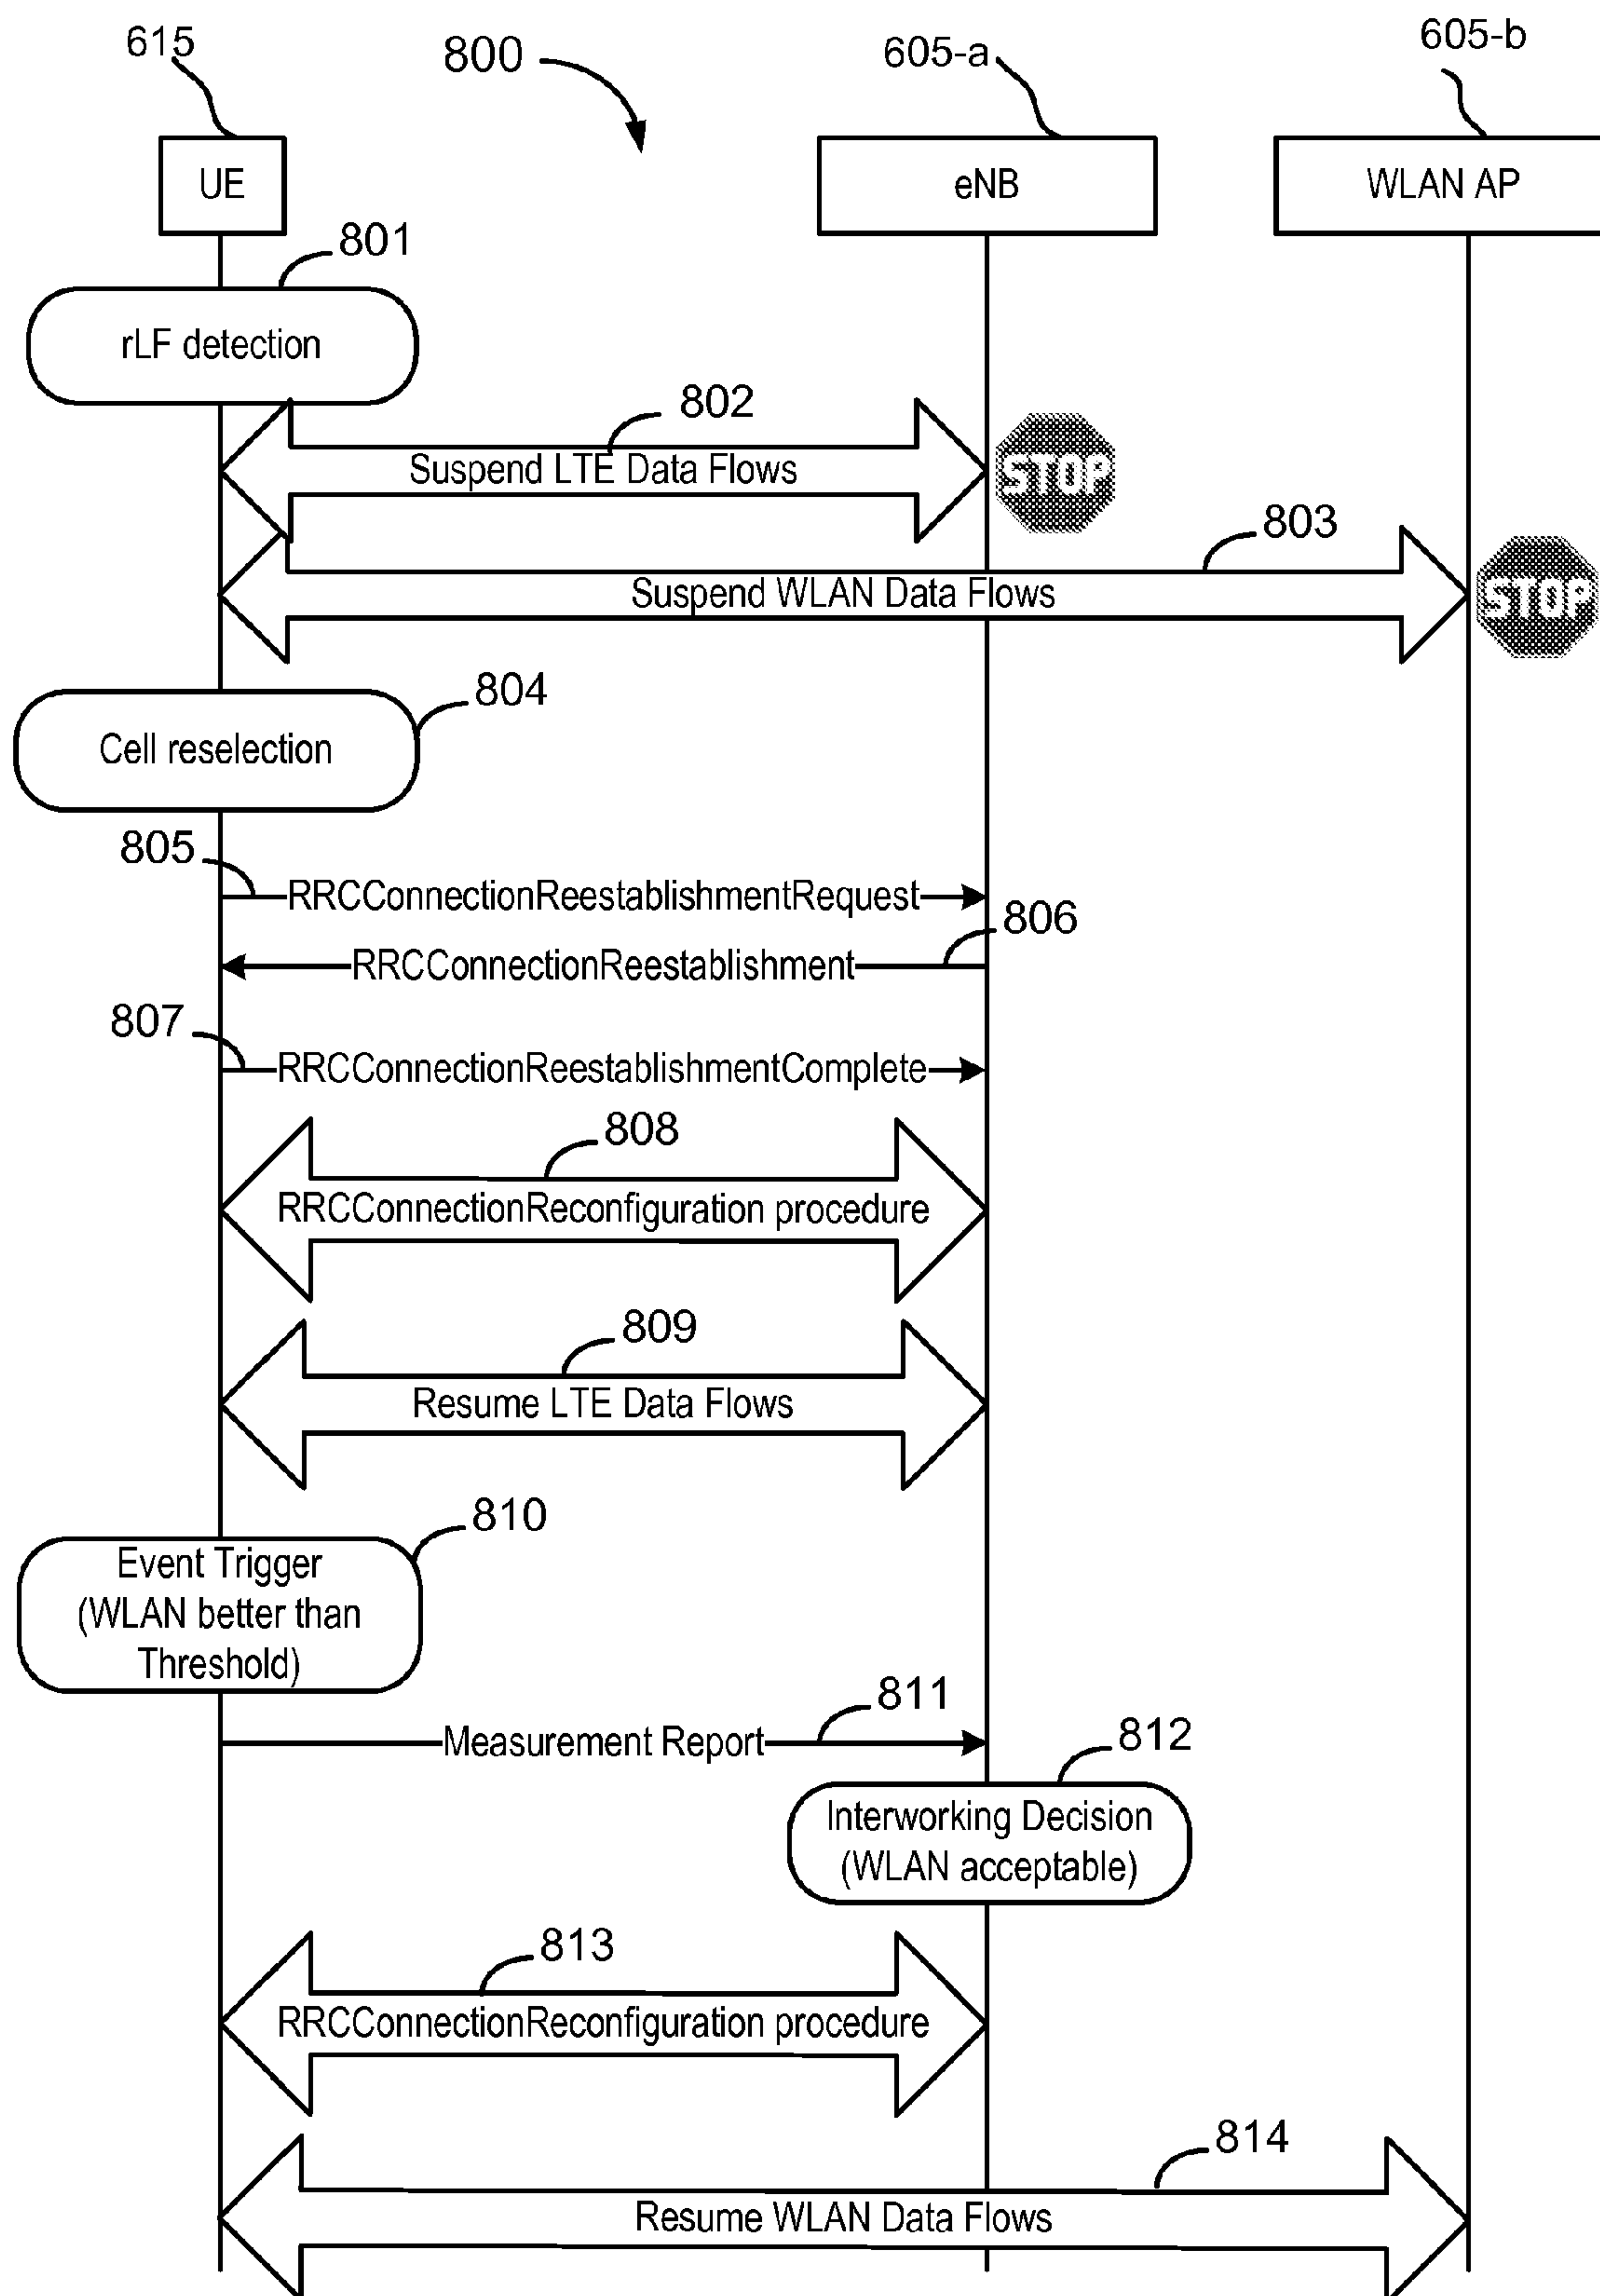 615
800
605-a
605-b
UE
eNB
WLAN AP
801
rLF detection
802
Suspend LTE Data Flows
STOP
803
Suspend WLAN Data Flows
STOP
804
Cell reselection
805
RRCConnectionReestablishmentRequest
806
RRCConnectionReestablishment
807
RRCConnectionReestablishmentComplete
808
RRCConnectionReconfiguration procedure
809
Resume LTE Data Flows
810
Event Trigger
(WLAN better than
Threshold)
811
Measurement Report
812
Interworking Decision
(WLAN acceptable)
813
RRCConnectionReconfiguration procedure
814
Resume WLAN Data Flows